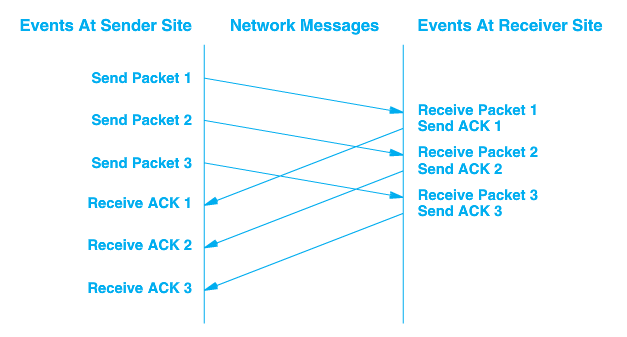 Events At Sender Site
Network Messages
Events At Receiver Site
Send Packet 1
Send Packet 2
Send Packet 3
Receive ACK 1
Receive ACK 2
Receive ACK 3
Receive Packet 1
Send ACK 1
Receive Packet 2
Send ACK 2
Receive Packet 3
Send ACK 3